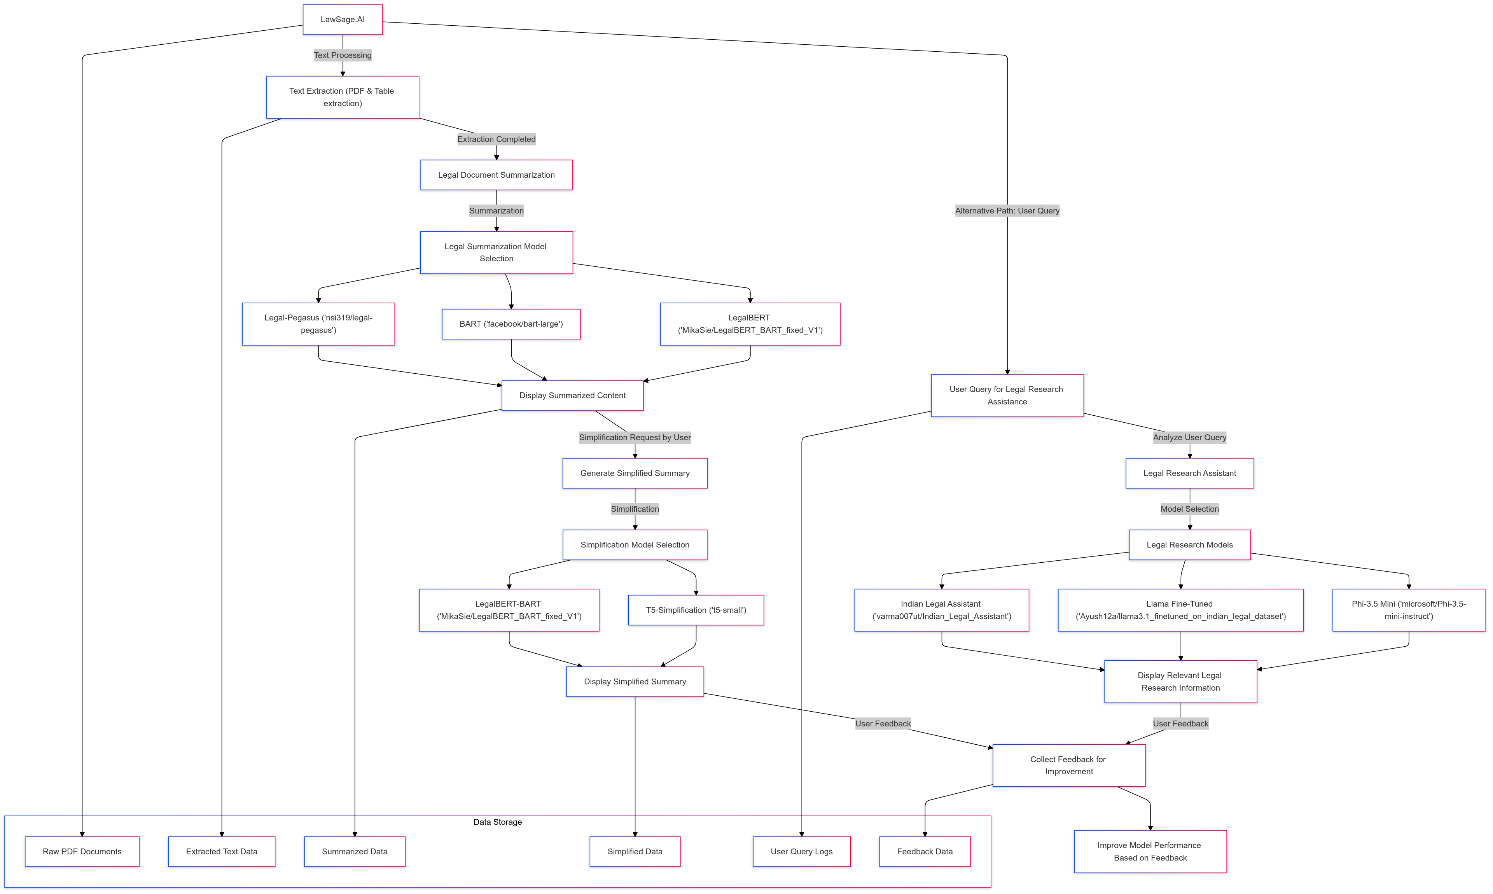 LawSage.AI
Text Processing
Text Extraction (PDF & Table
extraction)
Extraction Completed
Legal Document Summarization
Summarization
Alternative Path: User Query
Legal Summarization Model
Selection
Legal-Pegasus ('nsi319/legal-
pegasus')
BART ('facebook/bart-large')
LegalBERT
('MikaSie/LegalBERT_BART_fixed_V1')
Display Summarized Content
User Query for Legal Research
Assistance
Simplification Request by User
Analyze User Query
Generate Simplified Summary
Legal Research Assistant
Simplification
Model Selection
Simplification Model Selection
Legal Research Models
LegalBERT-BART
('MikaSie/LegalBERT_BART_fixed_V1')
T5-Simplification ('t5-small')
Indian Legal Assistant
('varma007ut/Indian_Legal_Assistant')
Llama Fine-Tuned
('Ayush12a/llama3.1_finetuned_on_indian_legal_dataset')
Phi-3.5 Mini ('microsoft/Phi-3.5-
mini-instruct')
Display Simplified Summary
Display Relevant Legal
Research Information
User Feedback
User Feedback
Collect Feedback for
Improvement
Data Storage
Raw PDF Documents
Extracted Text Data
Summarized Data
Simplified Data
User Query Logs
Feedback Data
Improve Model Performance
Based on Feedback